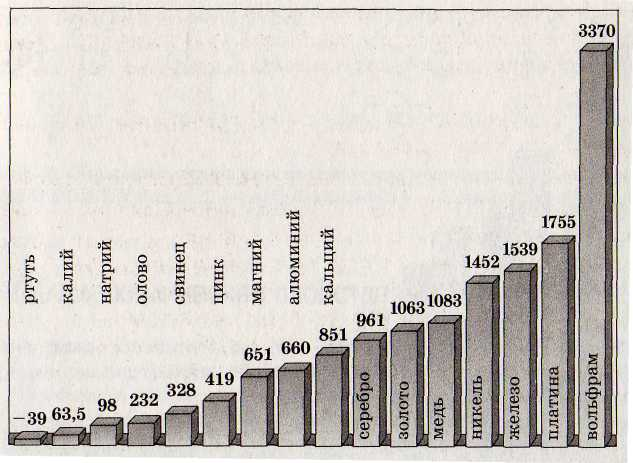 ртуть
−39
калий
63,5
натрий
98
олово
232
свинец
328
цинк
419
магний
651
алюминий
660
кальций
851
серебро
961
золото
1063
медь
1083
никель
1452
железо
1539
платина
1755
вольфрам
3370